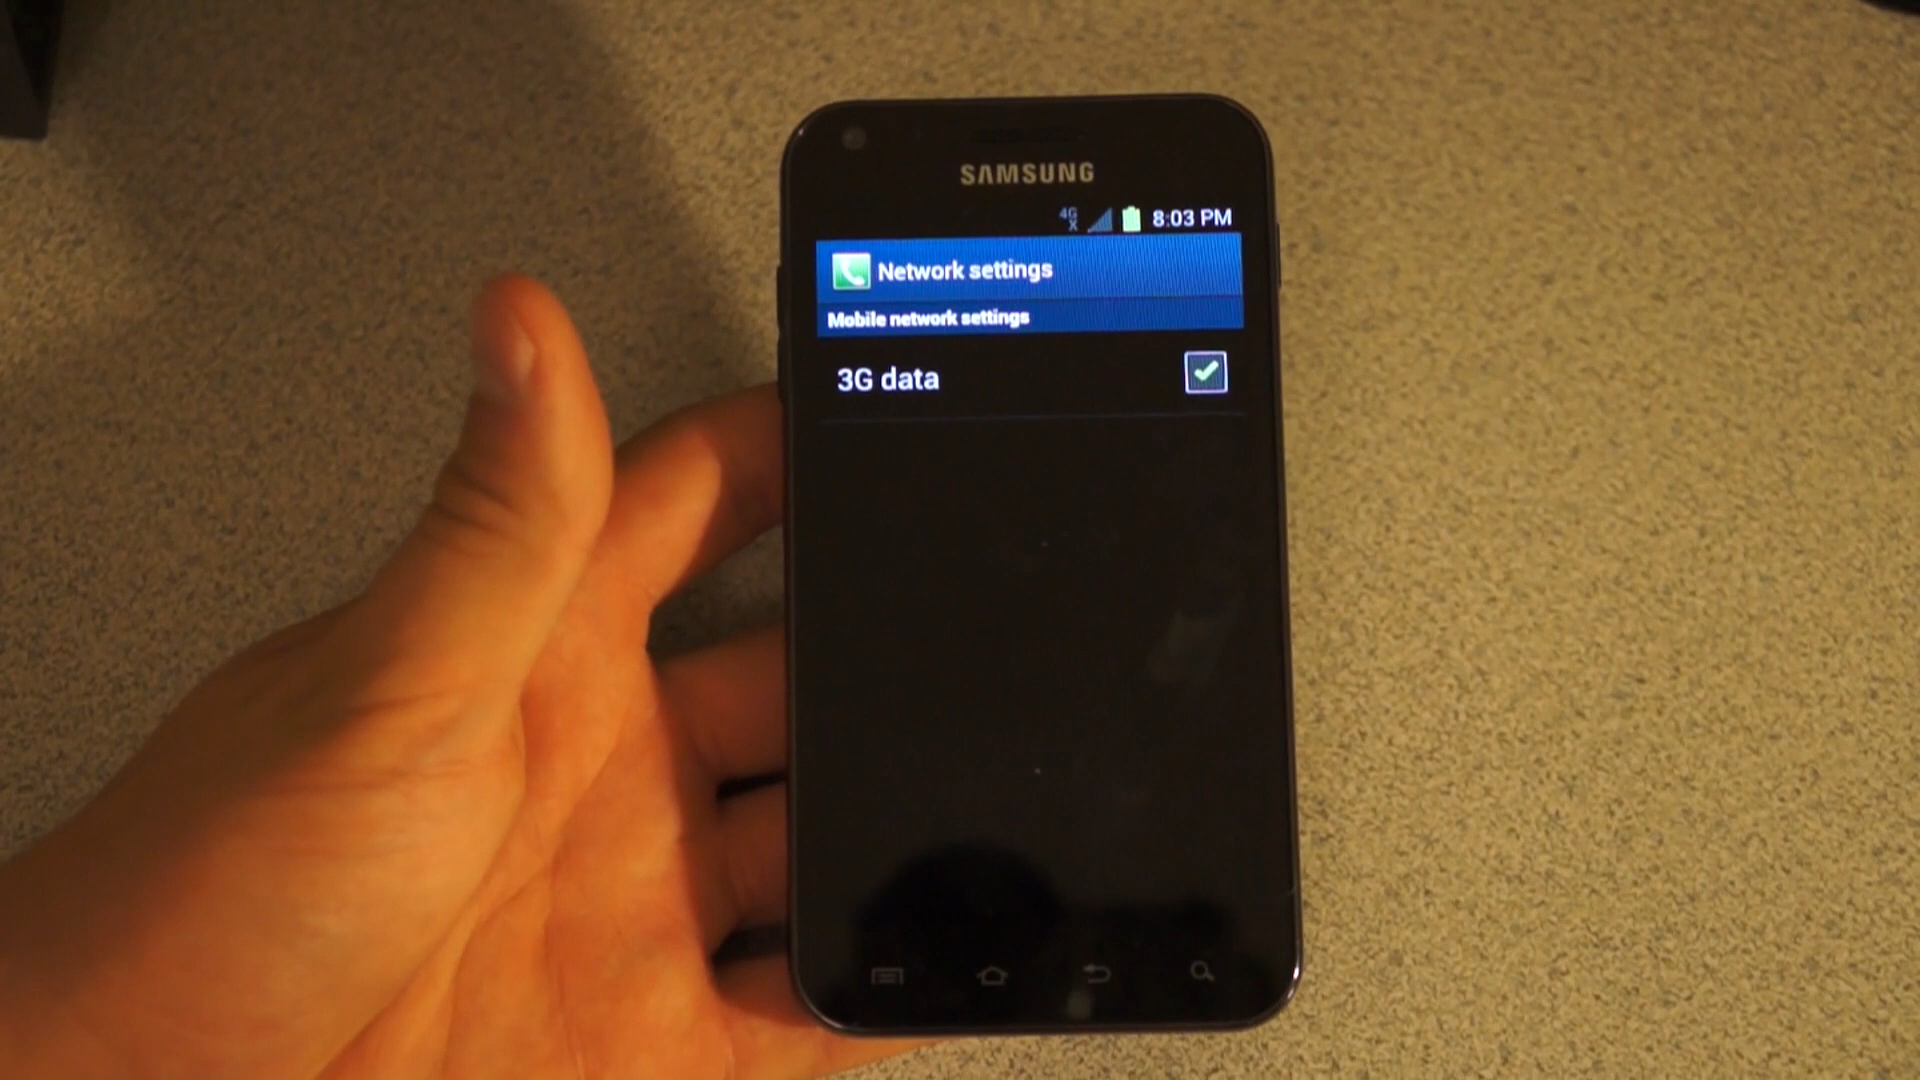 SAMSUNG
4G
X
8:03 PM
Network settings
Mobile network settings
3G data